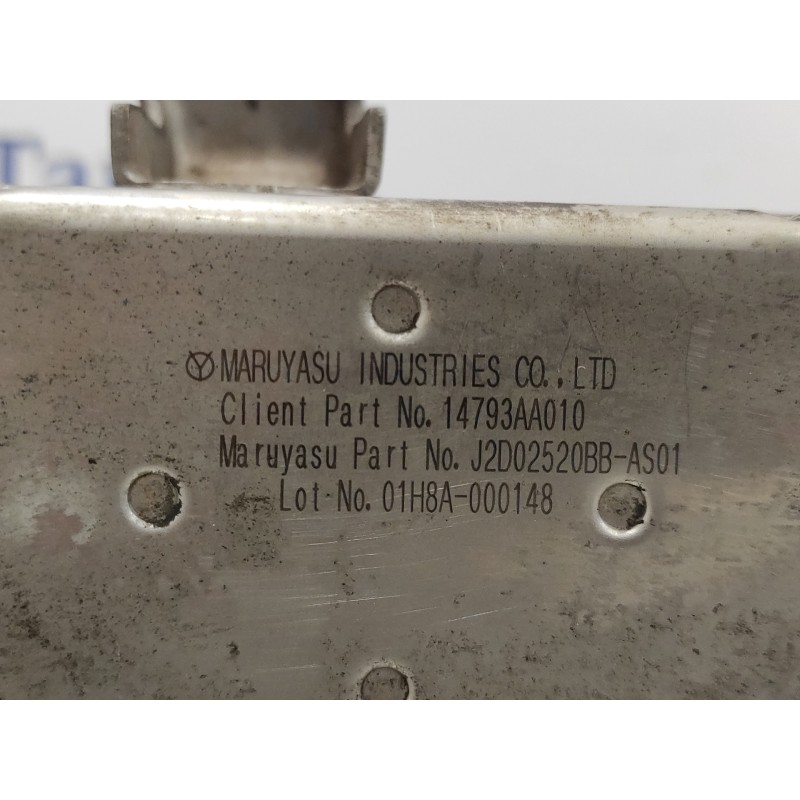 MARUYASU INDUSTRIES CO., LTD
Client Part No. 14793AA010
Maruyasu Part No. J2D02520BB-AS01
Lot No. 01H8A-000148